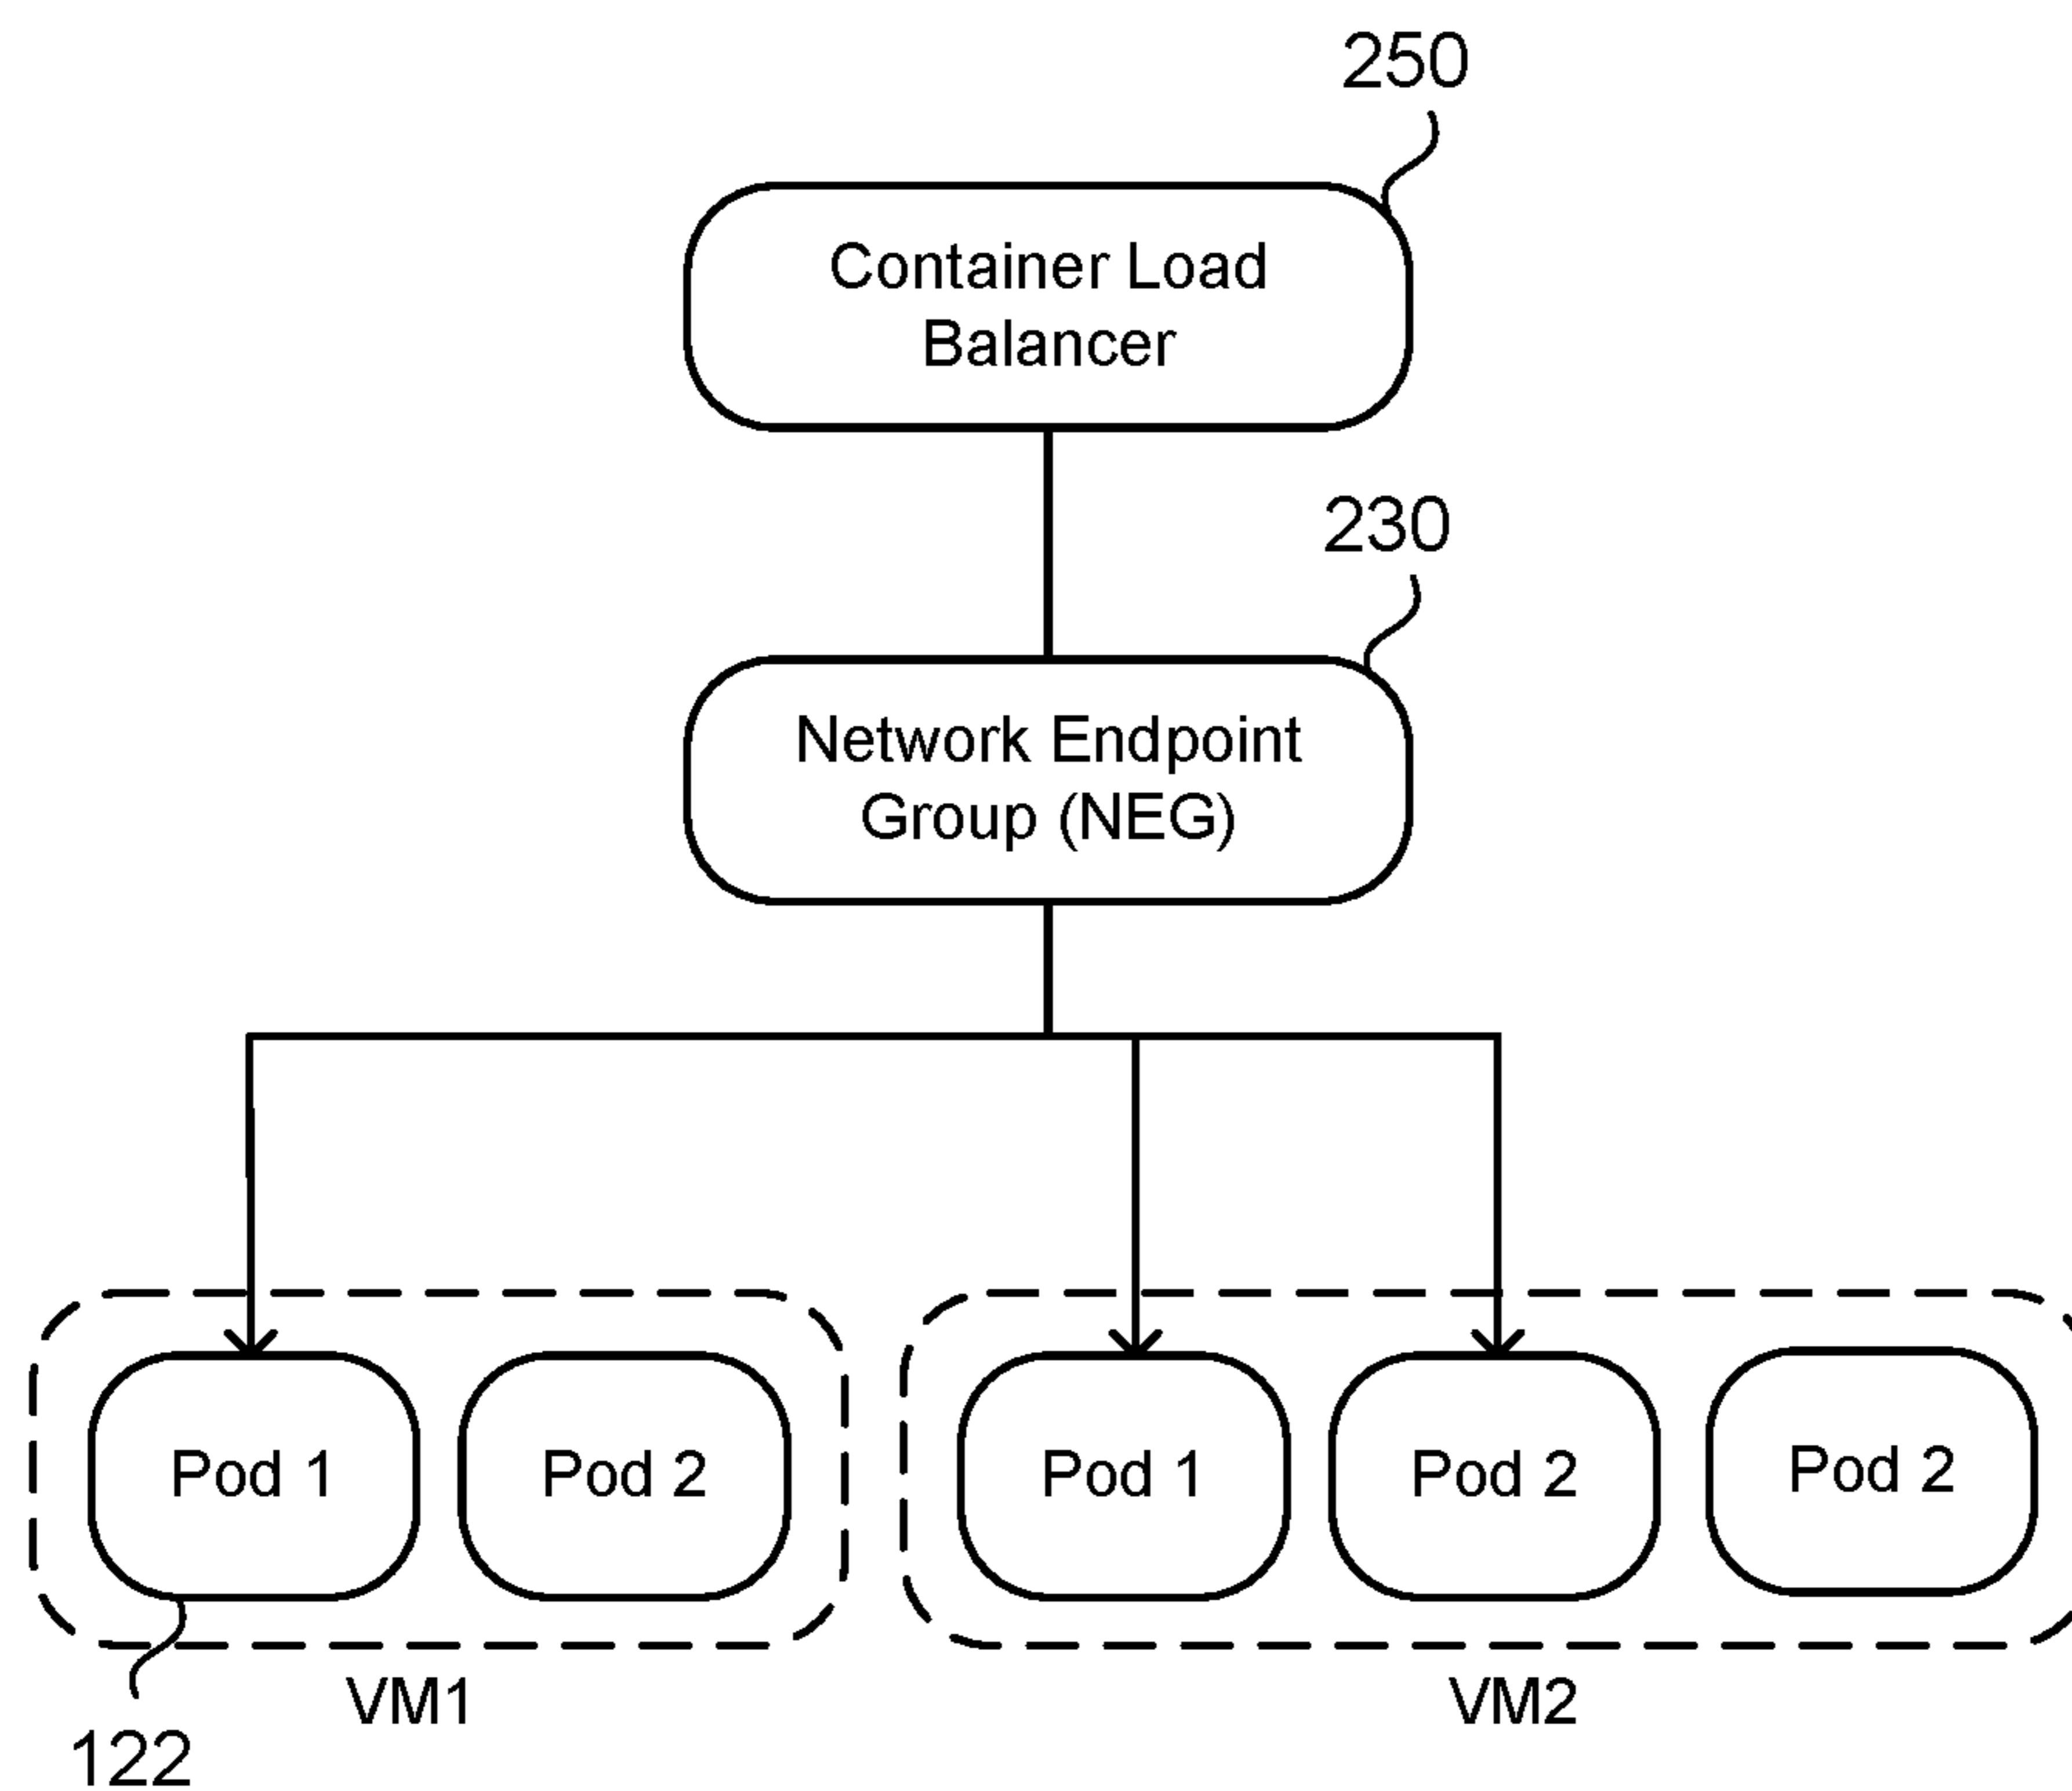 250
Container Load
Balancer
230
Network Endpoint
Group (NEG)
Pod 1
Pod 2
Pod 1
Pod 2
Pod 2
VM1
VM2
122